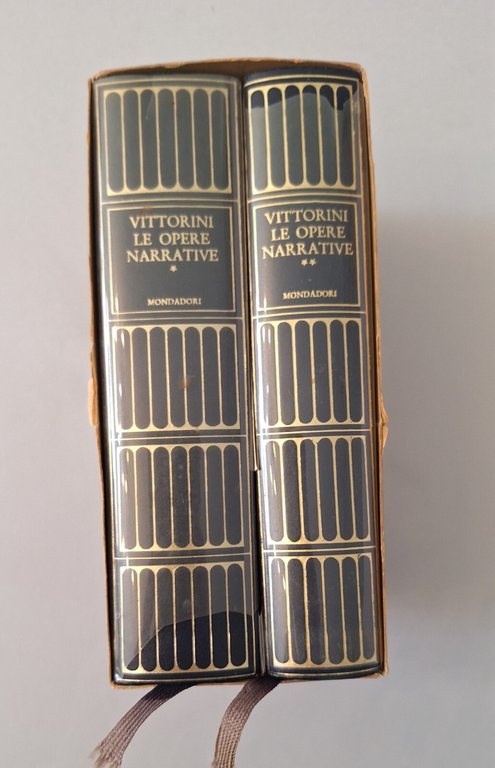 VITTORINI
LE OPERE
NARRATIVE
*
MONDADORI
VITTORINI
LE OPERE
NARRATIVE
**
MONDADORI